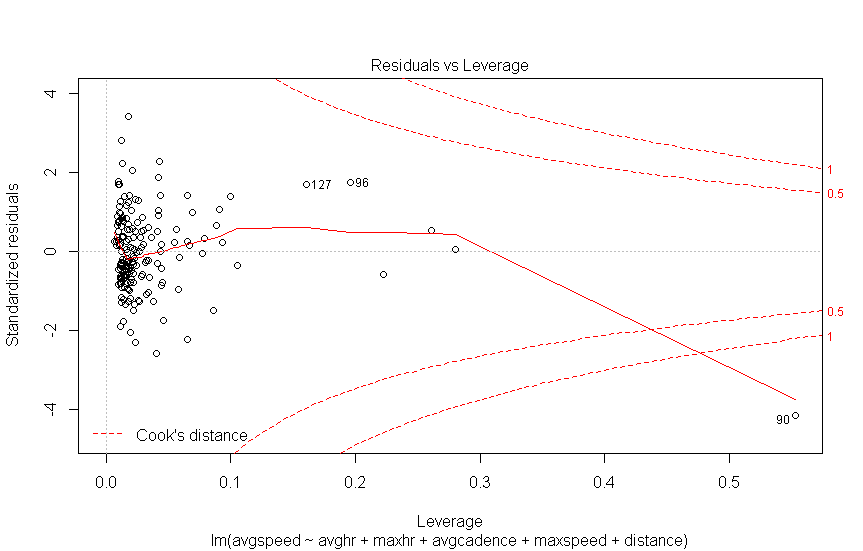 Residuals vs Leverage
Standardized residuals
4
2
0
-2
-4
127
96
90
1
0.5
0.5
1
Cook's distance
0.0 0.1 0.2 0.3 0.4 0.5
Leverage
lm(avgspeed ~ avghr + maxhr + avgcadence + maxspeed + distance)